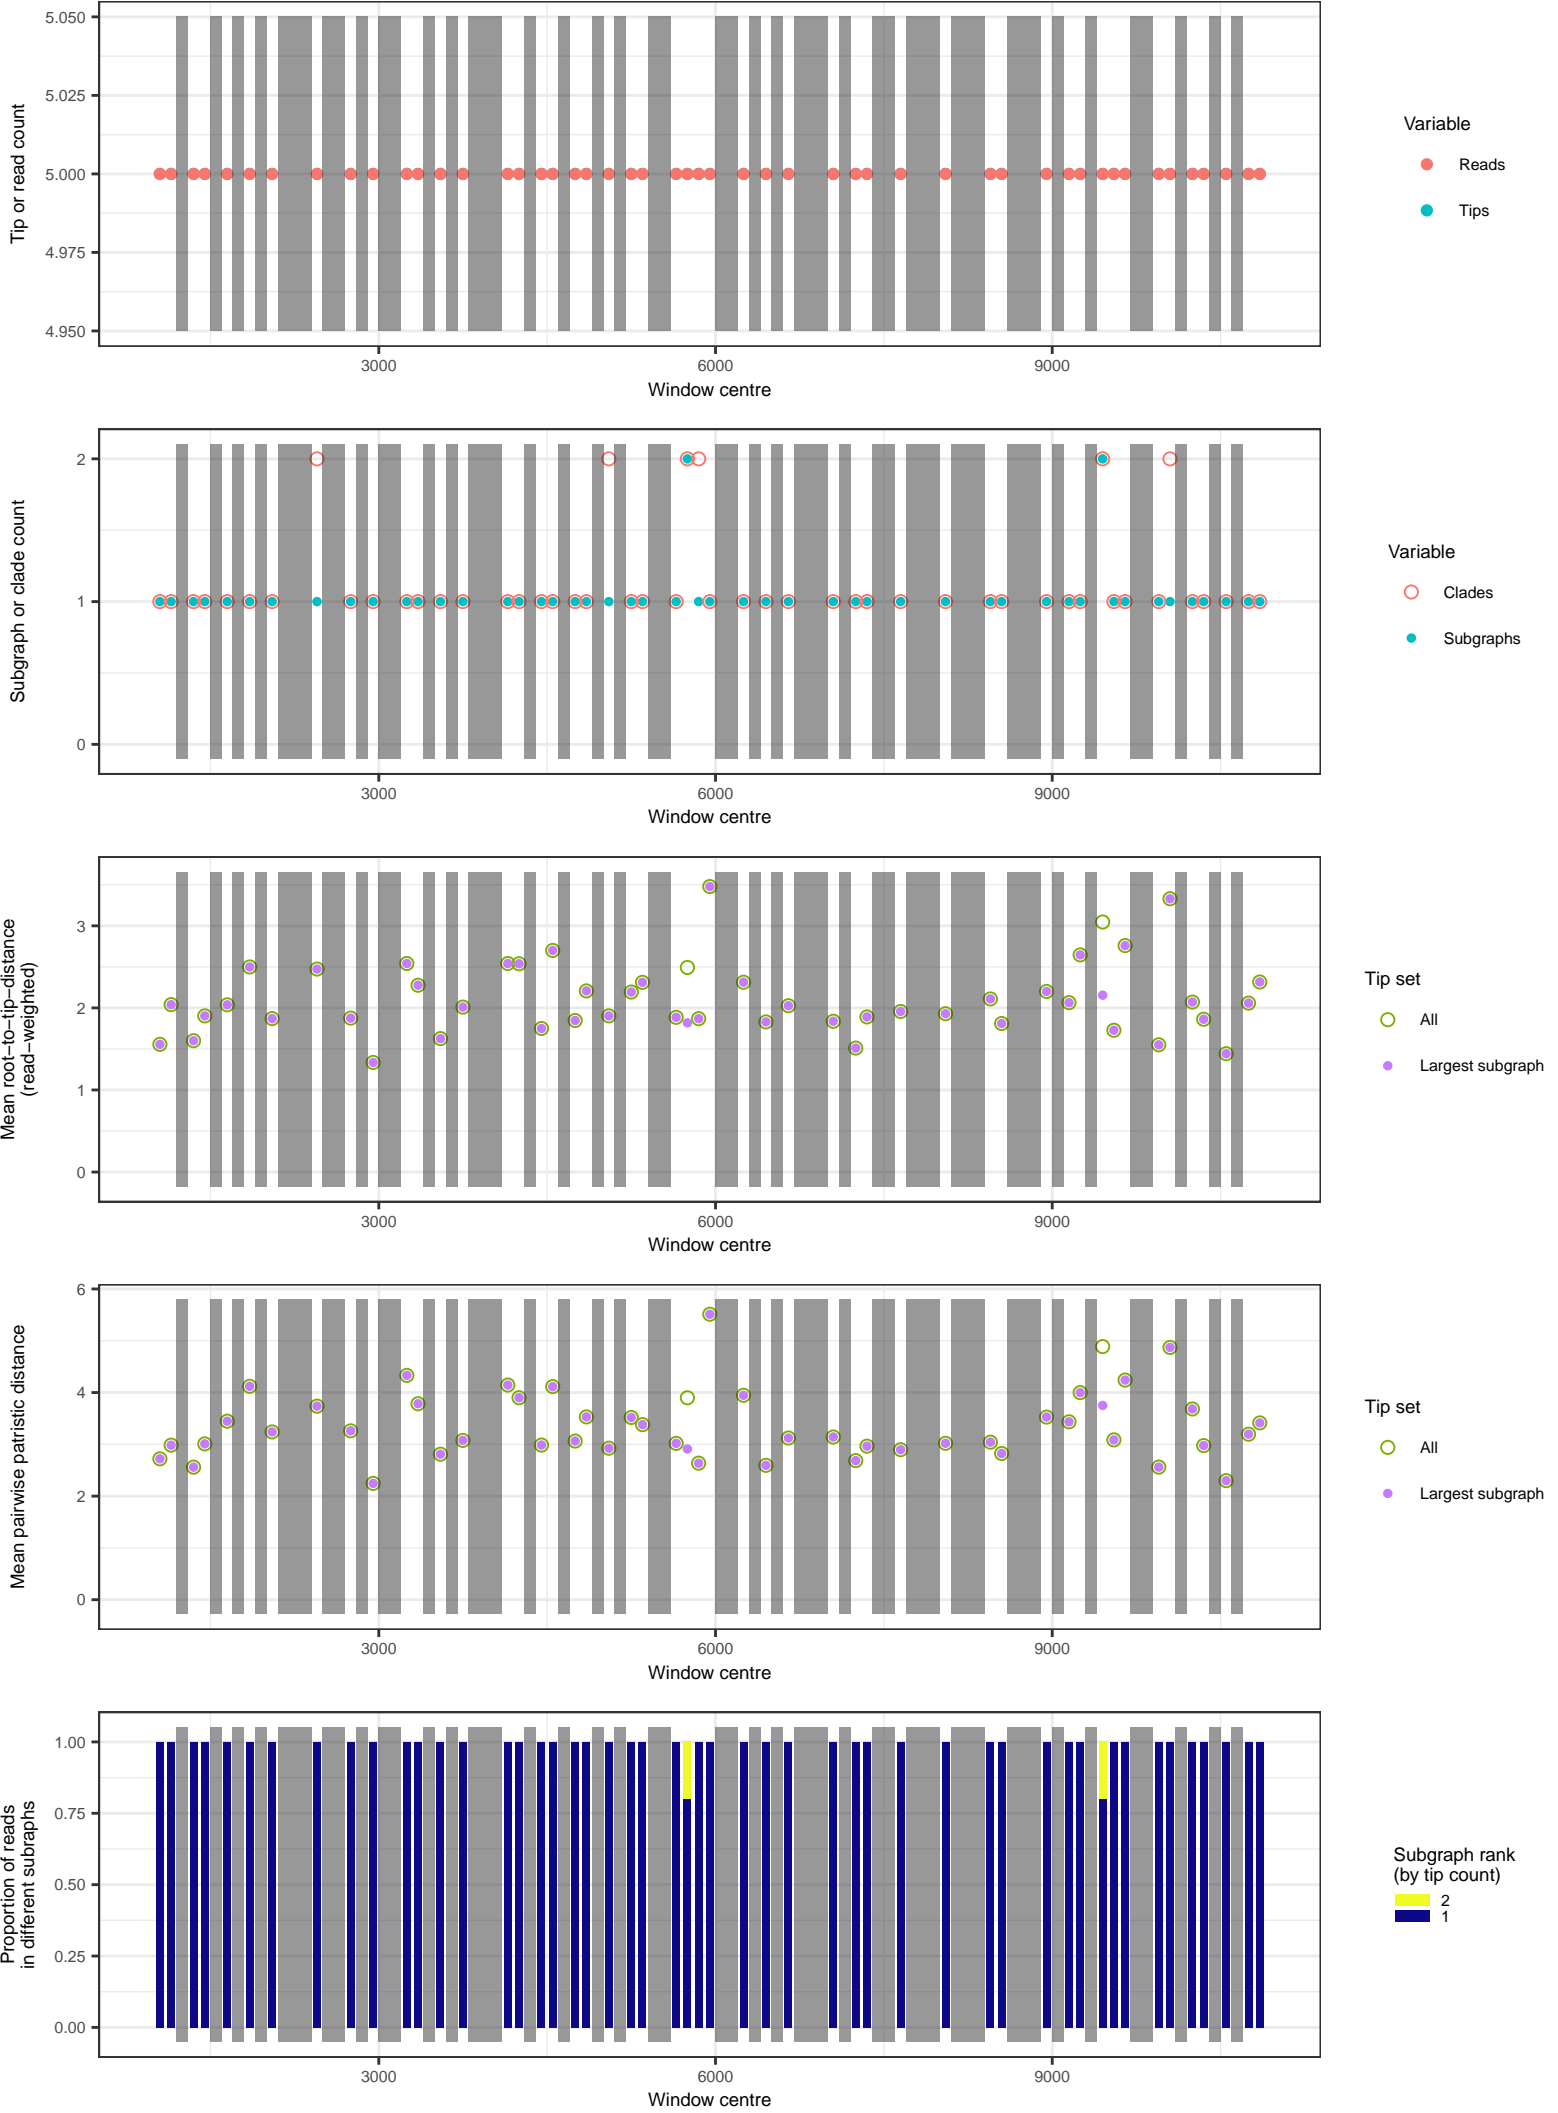 5.050
5.025
5.000
4.975
4.950
Tip or read count
3000 6000 9000
Window centre
Variable
Reads
Tips
2
1
0
Subgraph or clade count
3000 6000 9000
Window centre
Variable
Clades
Subgraphs
3
2
1
0
Mean root−to−tip−distance
(read−weighted)
3000 6000 9000
Window centre
Tip set
All
Largest subgraph
6
4
2
0
Mean pairwise patristic distance
3000 6000 9000
Window centre
Tip set
All
Largest subgraph
1.00
0.75
0.50
0.25
0.00
Proportion of reads
in different subraphs
3000 6000 9000
Window centre
Subgraph rank
(by tip count)
2
1